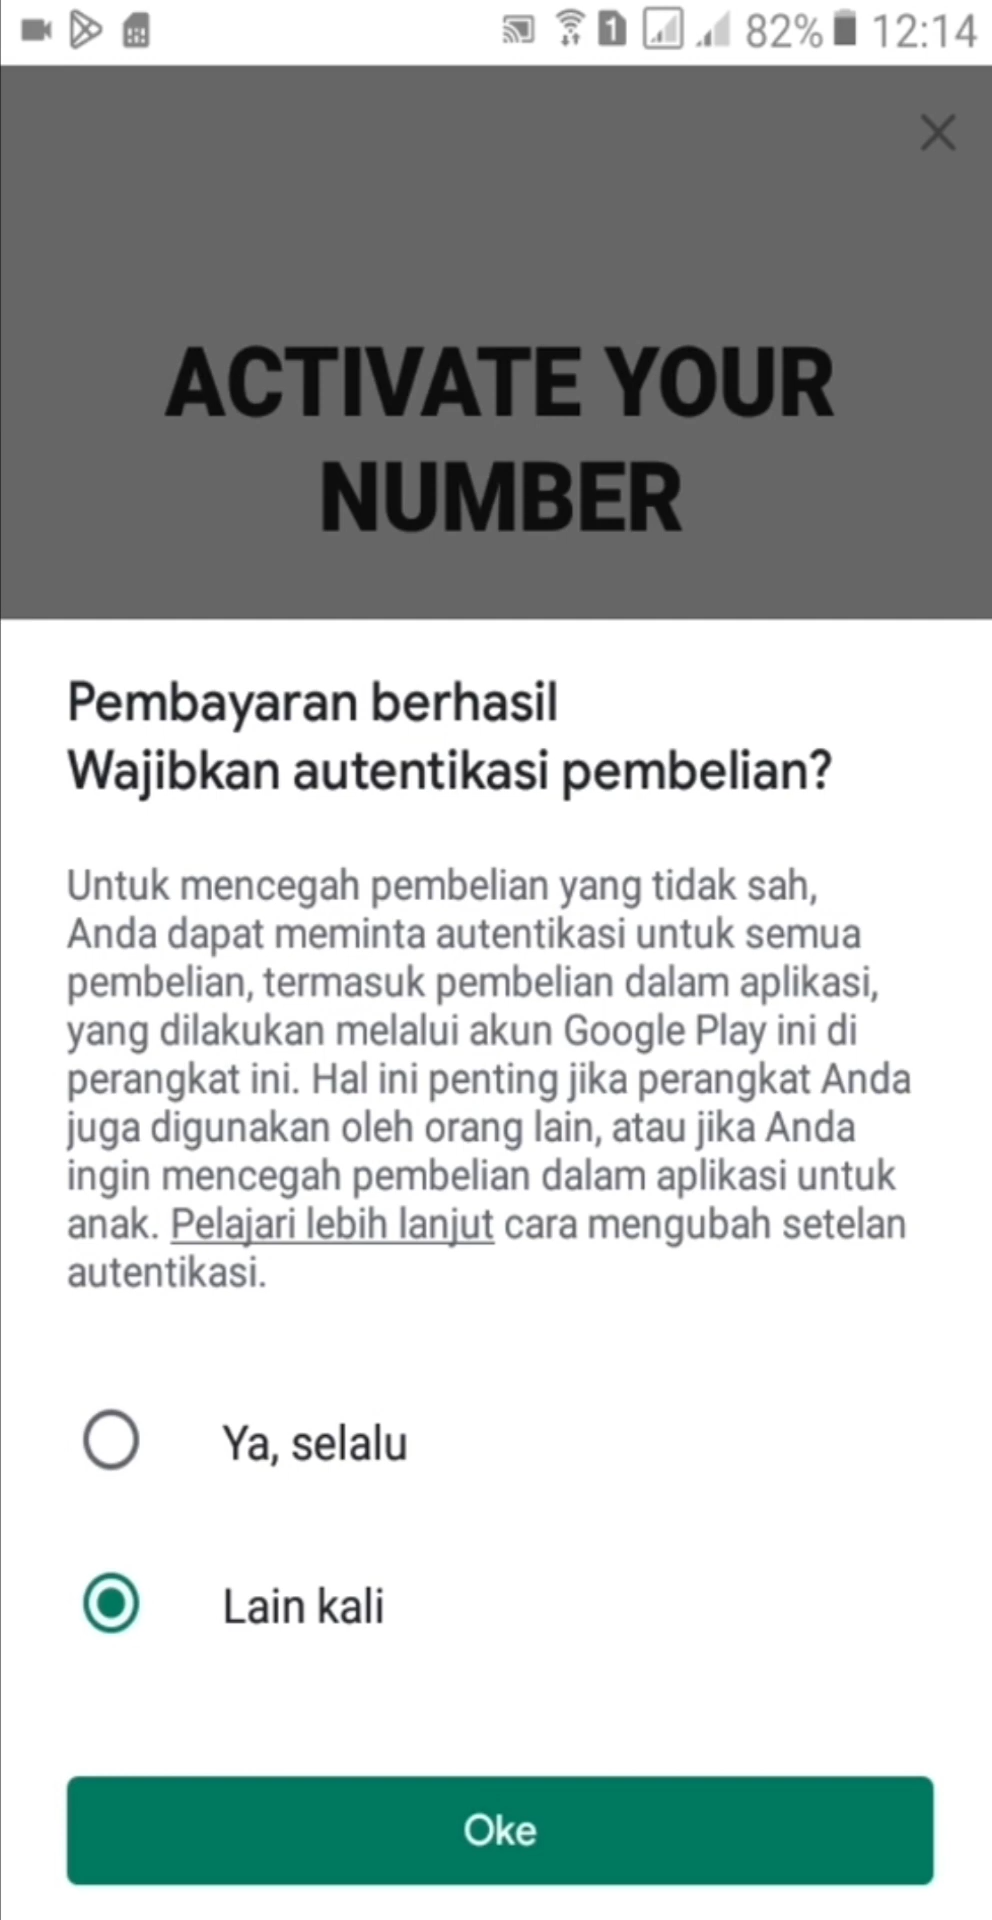 82% 12:14
ACTIVATE YOUR
NUMBER
Pembayaran berhasil
Wajibkan autentikasi pembelian?
Untuk mencegah pembelian yang tidak sah,
Anda dapat meminta autentikasi untuk semua
pembelian, termasuk pembelian dalam aplikasi,
yang dilakukan melalui akun Google Play ini di
perangkat ini. Hal ini penting jika perangkat Anda
juga digunakan oleh orang lain, atau jika Anda
ingin mencegah pembelian dalam aplikasi untuk
anak. Pelajari lebih lanjut cara mengubah setelan
autentikasi.
Ya, selalu
Lain kali
Oke